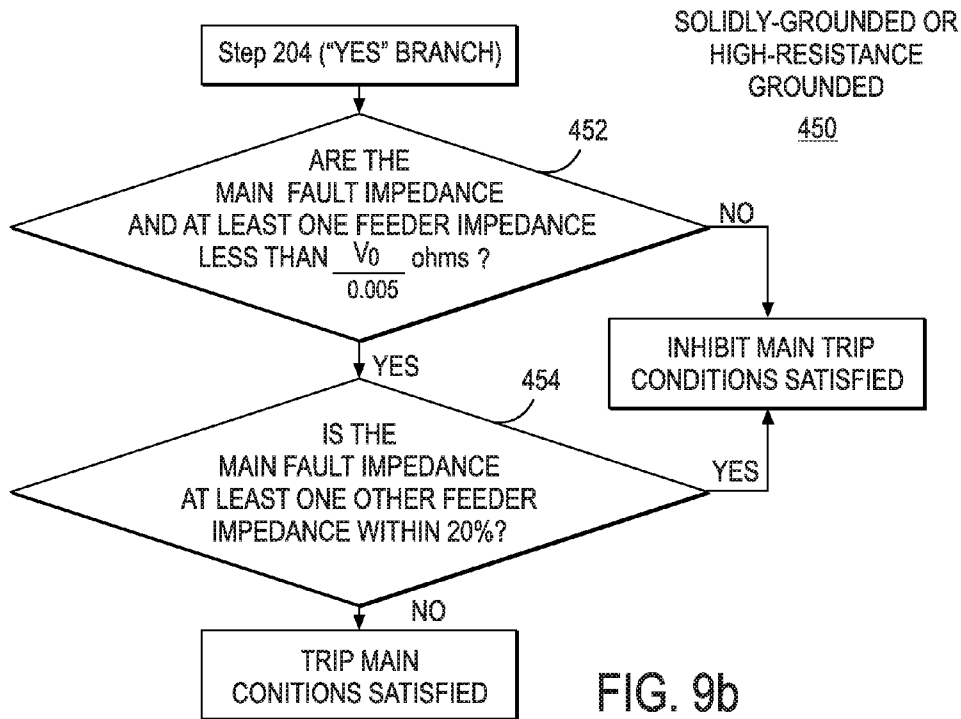 Step 204 ("YES" BRANCH)
SOLIDLY-GROUNDED OR
HIGH-RESISTANCE
GROUNDED
450
452
ARE THE
MAIN FAULT IMPEDANCE
AND AT LEAST ONE FEEDER IMPEDANCE
LESS THAN V0/0.005 ohms ?
NO
INHIBIT MAIN TRIP
CONDITIONS SATISFIED
YES
454
IS THE
MAIN FAULT IMPEDANCE
AT LEAST ONE OTHER FEEDER
IMPEDANCE WITHIN 20%?
YES
NO
TRIP MAIN
CONITIONS SATISFIED
FIG. 9b